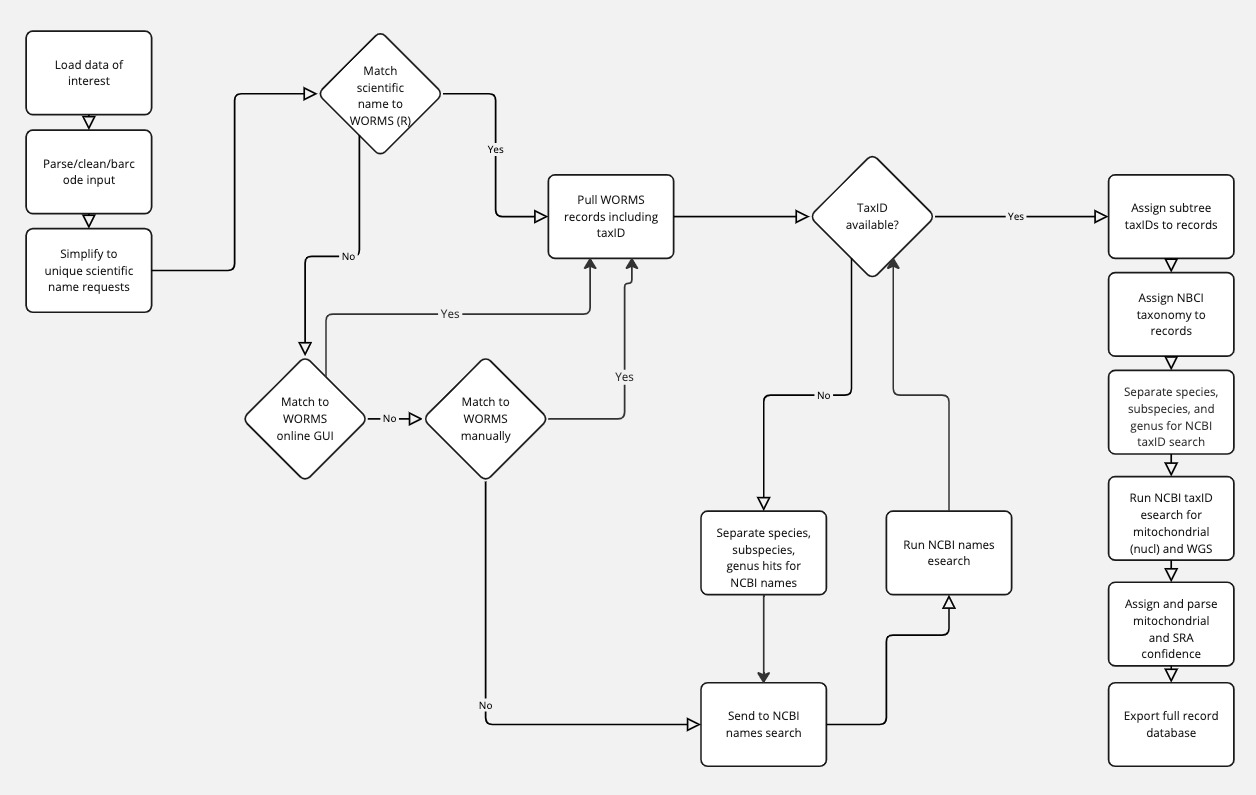 Load data of
interest
Parse/clean/barc
ode input
Simplify to
unique scientific
name requests
Match
scientific
name to
WORMS (R)
Yes
No
Pull WORMS
records including
taxID
Yes
Match to
WORMS
online GUI
No
Match to
WORMS
manually
Yes
No
TaxID
available?
Yes
No
Separate species,
subspecies,
genus hits for
NCBI names
Send to NCBI
names search
Run NCBI names
esearch
Assign subtree
taxIDs to records
Assign NBCI
taxonomy to
records
Separate species,
subspecies, and
genus for NCBI
taxID search
Run NCBI taxID
esearch for
mitochondrial
(nucl) and WGS
Assign and parse
mitochondrial
and SRA
confidence
Export full record
database